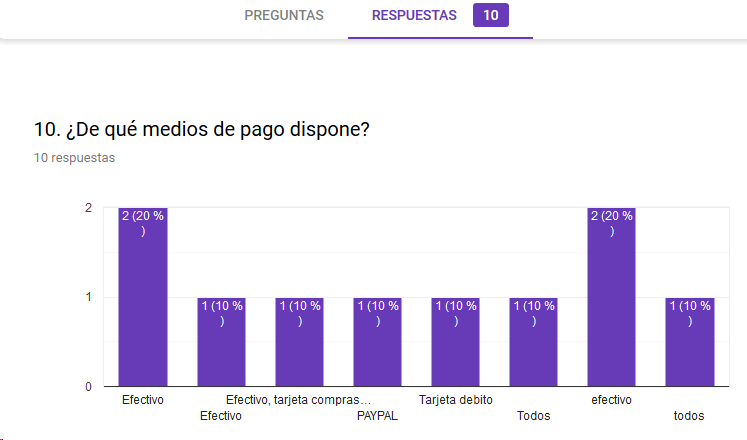 PREGUNTAS RESPUESTAS 10
10. ¿De qué medios de pago dispone?
10 respuestas
2
2 (20 %
)
2 (20 %
)
1
1 (10 %
)
1 (10 %
)
1 (10 %
)
1 (10 %
)
1 (10 %
)
1 (10 %
)
0
Efectivo Efectivo, tarjeta compras… Tarjeta debito efectivo
Efectivo PAYPAL Todos todos